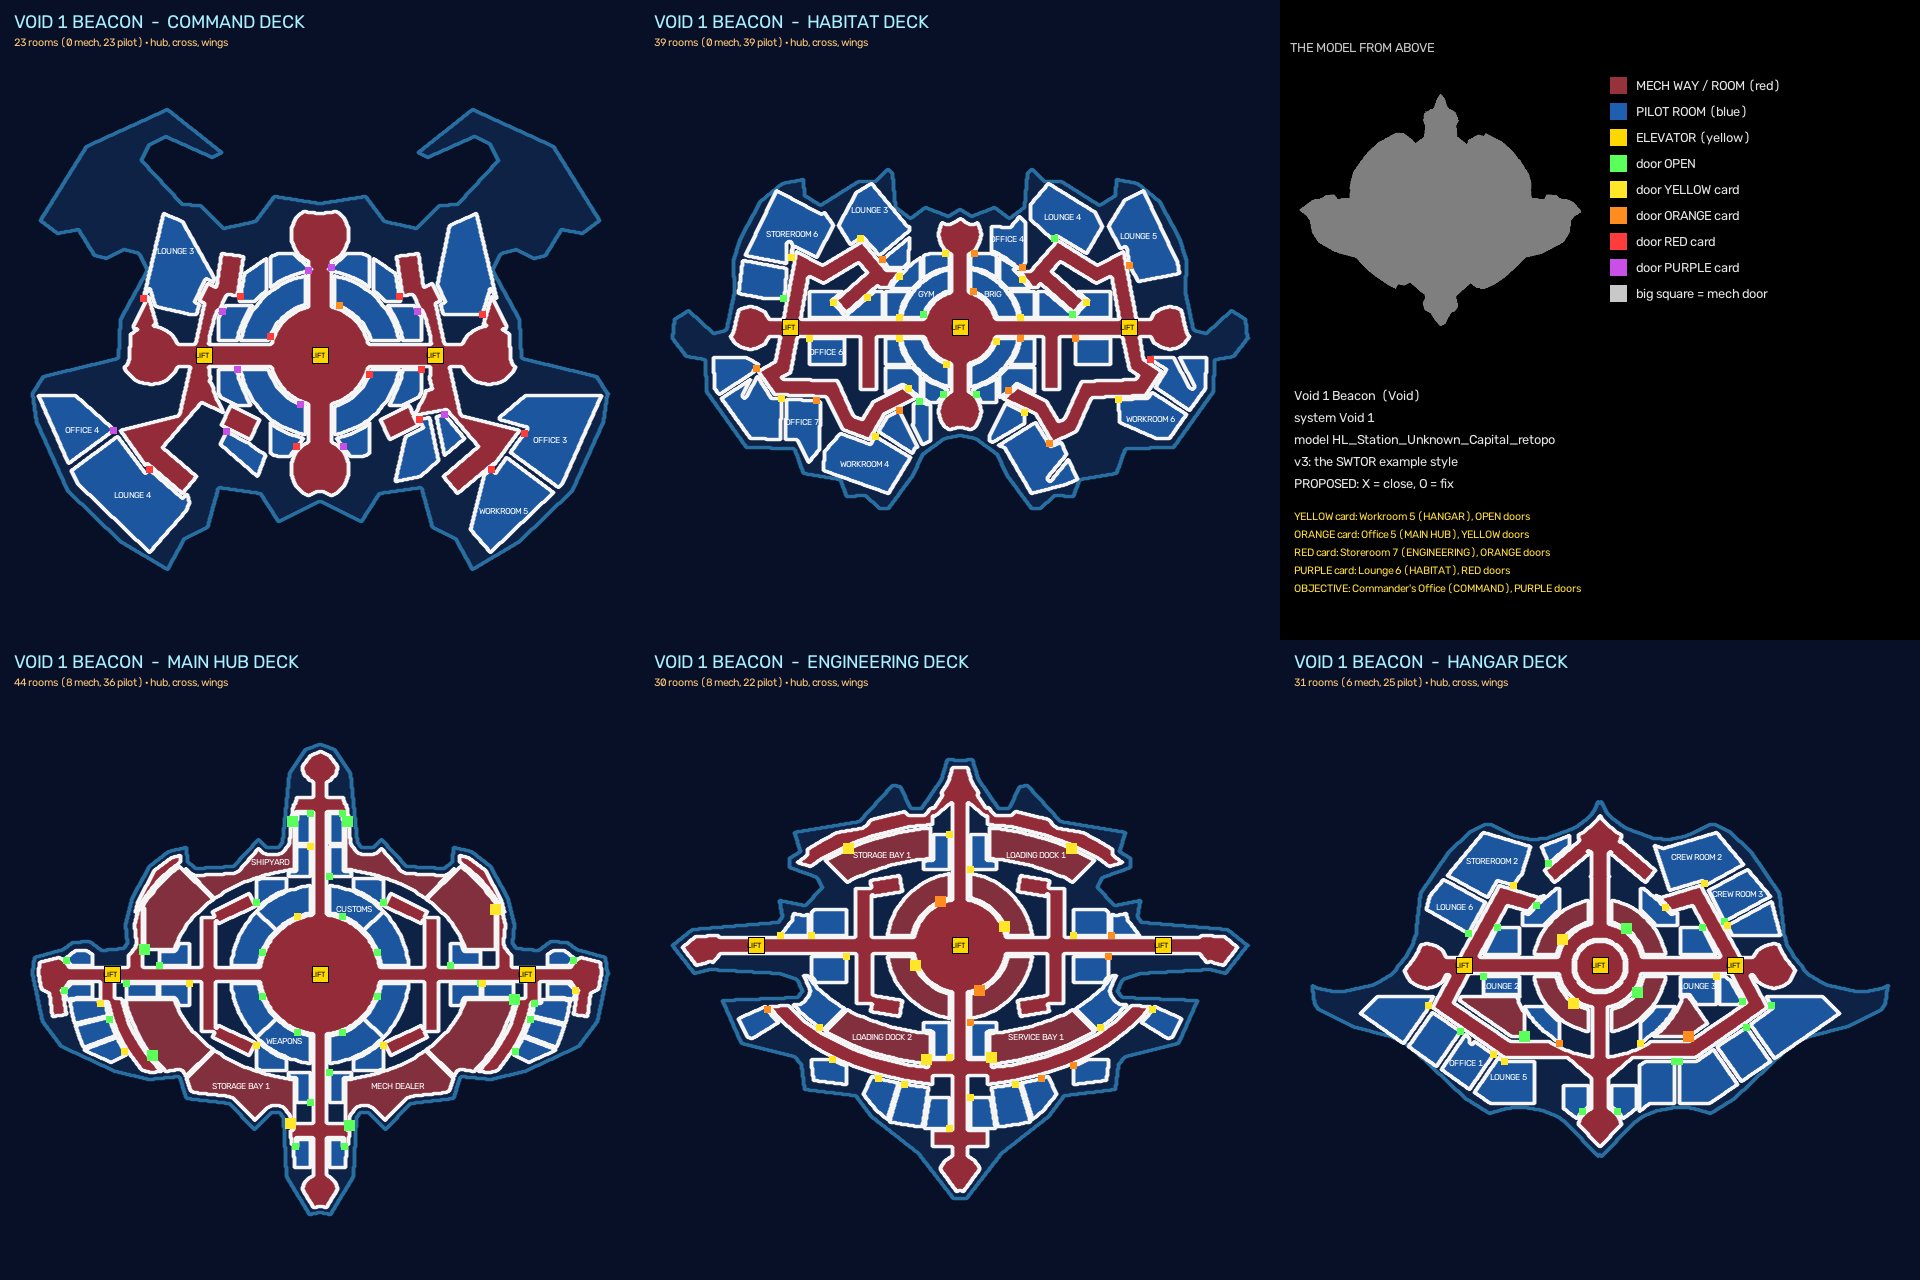 VOID 1 BEACON - COMMAND DECK
23 rooms (0 mech, 23 pilot) • hub, cross, wings
LOUNGE 3
LIFT
LIFT
LIFT
OFFICE 4
OFFICE 3
LOUNGE 4
WORKROOM 5
VOID 1 BEACON - HABITAT DECK
39 rooms (0 mech, 39 pilot) • hub, cross, wings
LOUNGE 3
LOUNGE 4
STOREROOM 6
OFFICE 4
LOUNGE 5
GYM
BRIG
LIFT
LIFT
LIFT
OFFICE 6
OFFICE 7
WORKROOM 6
WORKROOM 4
THE MODEL FROM ABOVE
MECH WAY / ROOM (red)
PILOT ROOM (blue)
ELEVATOR (yellow)
door OPEN
door YELLOW card
door ORANGE card
door RED card
door PURPLE card
big square = mech door
Void 1 Beacon (Void)
system Void 1
model HL_Station_Unknown_Capital_retopo
v3: the SWTOR example style
PROPOSED: X = close, O = fix
YELLOW card: Workroom 5 (HANGAR), OPEN doors
ORANGE card: Office 5 (MAIN HUB), YELLOW doors
RED card: Storeroom 7 (ENGINEERING), ORANGE doors
PURPLE card: Lounge 6 (HABITAT), RED doors
OBJECTIVE: Commander's Office (COMMAND), PURPLE doors
VOID 1 BEACON - MAIN HUB DECK
44 rooms (8 mech, 36 pilot) • hub, cross, wings
SHIPYARD
CUSTOMS
LIFT
LIFT
LIFT
WEAPONS
STORAGE BAY 1
MECH DEALER
VOID 1 BEACON - ENGINEERING DECK
30 rooms (8 mech, 22 pilot) • hub, cross, wings
STORAGE BAY 1
LOADING DOCK 1
LIFT
LIFT
LIFT
LOADING DOCK 2
SERVICE BAY 1
VOID 1 BEACON - HANGAR DECK
31 rooms (6 mech, 25 pilot) • hub, cross, wings
STOREROOM 2
CREW ROOM 2
CREW ROOM 3
LOUNGE 6
LIFT
LIFT
LIFT
LOUNGE 2
LOUNGE 3
OFFICE 1
LOUNGE 5